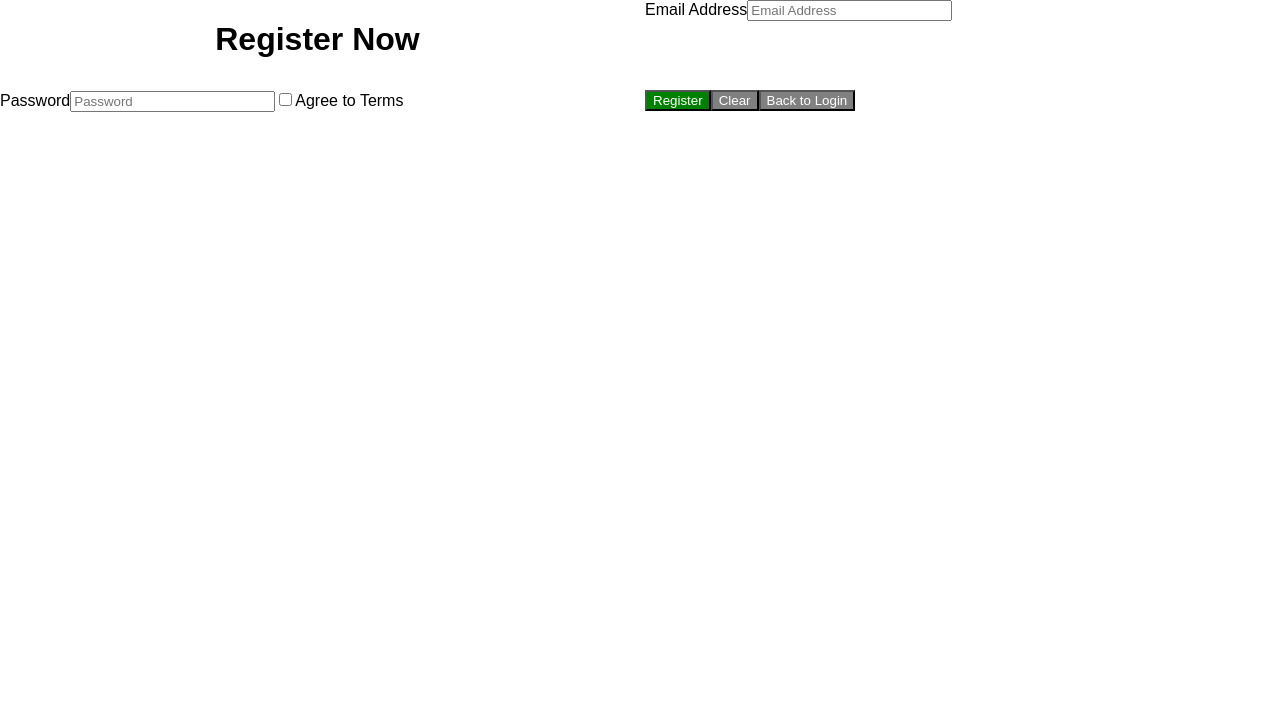 Register Now
Email Address Email Address
Password Password Agree to Terms
Register Clear Back to Login